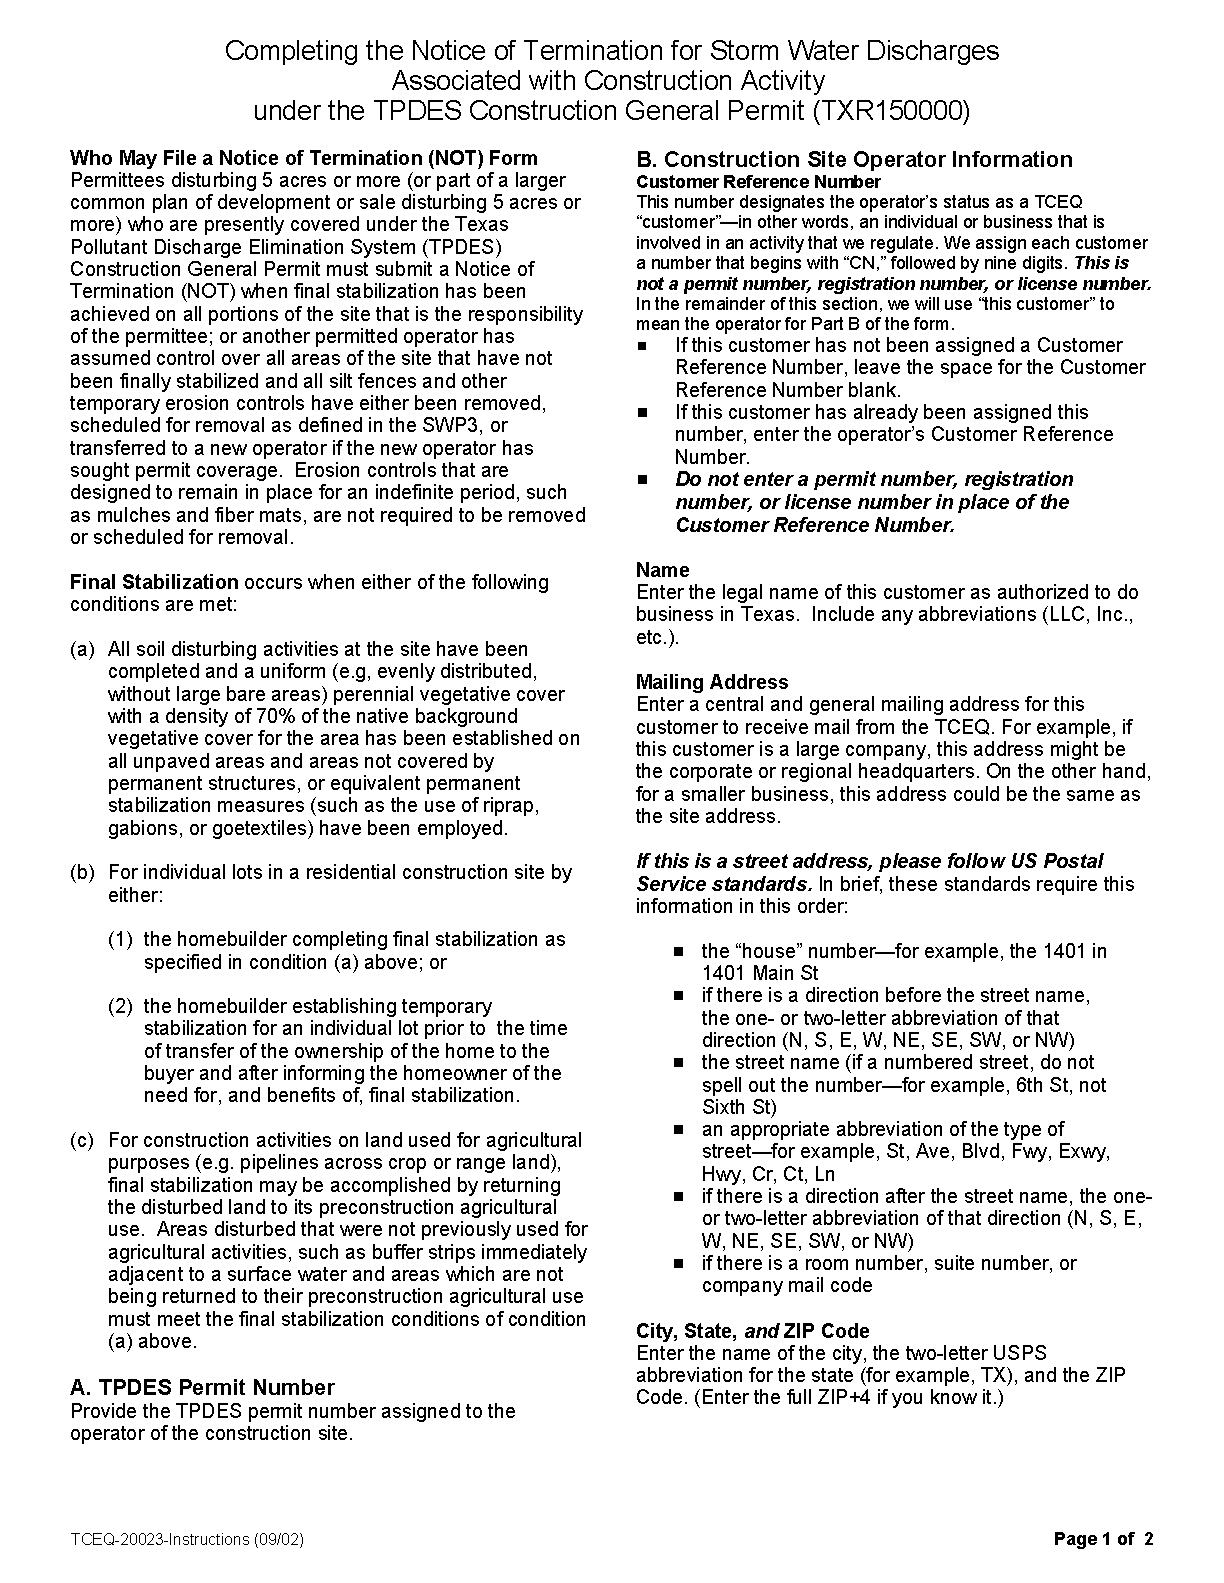 Completing the Notice of Termination for Storm Water Discharges
Associated with Construction Activity
under the TPDES Construction General Permit (TXR150000)
Who May File a Notice of Termination (NOT) Form
Permittees disturbing 5 acres or more (or part of a larger
common plan of development or sale disturbing 5 acres or
more) who are presently covered under the Texas
Pollutant Discharge Elimination System (TPDES)
Construction General Permit must submit a Notice of
Termination (NOT) when final stabilization has been
achieved on all portions of the site that is the responsibility
of the permittee; or another permitted operator has
assumed control over all areas of the site that have not
been finally stabilized and all silt fences and other
temporary erosion controls have either been removed,
scheduled for removal as defined in the SWP3, or
transferred to a new operator if the new operator has
sought permit coverage.  Erosion controls that are
designed to remain in place for an indefinite period, such
as mulches and fiber mats, are not required to be removed
or scheduled for removal.
Final Stabilization occurs when either of the following
conditions are met:
(a) All soil disturbing activities at the site have been
completed and a uniform (e.g, evenly distributed,
without large bare areas) perennial vegetative cover
with a density of 70% of the native background
vegetative cover for the area has been established on
all unpaved areas and areas not covered by
permanent structures, or equivalent permanent
stabilization measures (such as the use of riprap,
gabions, or goetextiles) have been employed.
(b) For individual lots in a residential construction site by
either:
(1) the homebuilder completing final stabilization as
specified in condition (a) above; or
(2) the homebuilder establishing temporary
stabilization for an individual lot prior to  the time
of transfer of the ownership of the home to the
buyer and after informing the homeowner of the
need for, and benefits of, final stabilization.
(c) For construction activities on land used for agricultural
purposes (e.g. pipelines across crop or range land),
final stabilization may be accomplished by returning
the disturbed land to its preconstruction agricultural
use.  Areas disturbed that were not previously used for
agricultural activities, such as buffer strips immediately
adjacent to a surface water and areas which are not
being returned to their preconstruction agricultural use
must meet the final stabilization conditions of condition
(a) above.
A. TPDES Permit Number
Provide the TPDES permit number assigned to the
operator of the construction site.
B. Construction Site Operator Information
Customer Reference Number
This number designates the operator’s status as a TCEQ
“customer”—in other words, an individual or business that is
involved in an activity that we regulate. We assign each customer
a number that begins with “CN,” followed by nine digits. This is
not a permit number, registration number, or license number.
In the remainder of this section, we will use “this customer” to
mean the operator for Part B of the form.
■ If this customer has not been assigned a Customer
Reference Number, leave the space for the Customer
Reference Number blank.
■ If this customer has already been assigned this
number, enter the operator’s Customer Reference
Number.
■ Do not enter a permit number, registration
number, or license number in place of the
Customer Reference Number.
Name
Enter the legal name of this customer as authorized to do
business in Texas.  Include any abbreviations (LLC, Inc.,
etc.).
Mailing Address
Enter a central and general mailing address for this
customer to receive mail from the TCEQ. For example, if
this customer is a large company, this address might be
the corporate or regional headquarters. On the other hand,
for a smaller business, this address could be the same as
the site address.
If this is a street address, please follow US Postal
Service standards. In brief, these standards require this
information in this order:
■ the “house” number—for example, the 1401 in
1401 Main St
■ if there is a direction before the street name,
the one- or two-letter abbreviation of that
direction (N, S, E, W, NE, SE, SW, or NW)
■ the street name (if a numbered street, do not
spell out the number—for example, 6th St, not
Sixth St)
■ an appropriate abbreviation of the type of
street—for example, St, Ave, Blvd, Fwy, Exwy,
Hwy, Cr, Ct, Ln
■ if there is a direction after the street name, the one-
or two-letter abbreviation of that direction (N, S, E,
W, NE, SE, SW, or NW)
■ if there is a room number, suite number, or
company mail code
City, State, and ZIP Code
Enter the name of the city, the two-letter USPS
abbreviation for the state (for example, TX), and the ZIP
Code. (Enter the full ZIP+4 if you know it.)
TCEQ-20023-Instructions (09/02)
Page 1 of  2